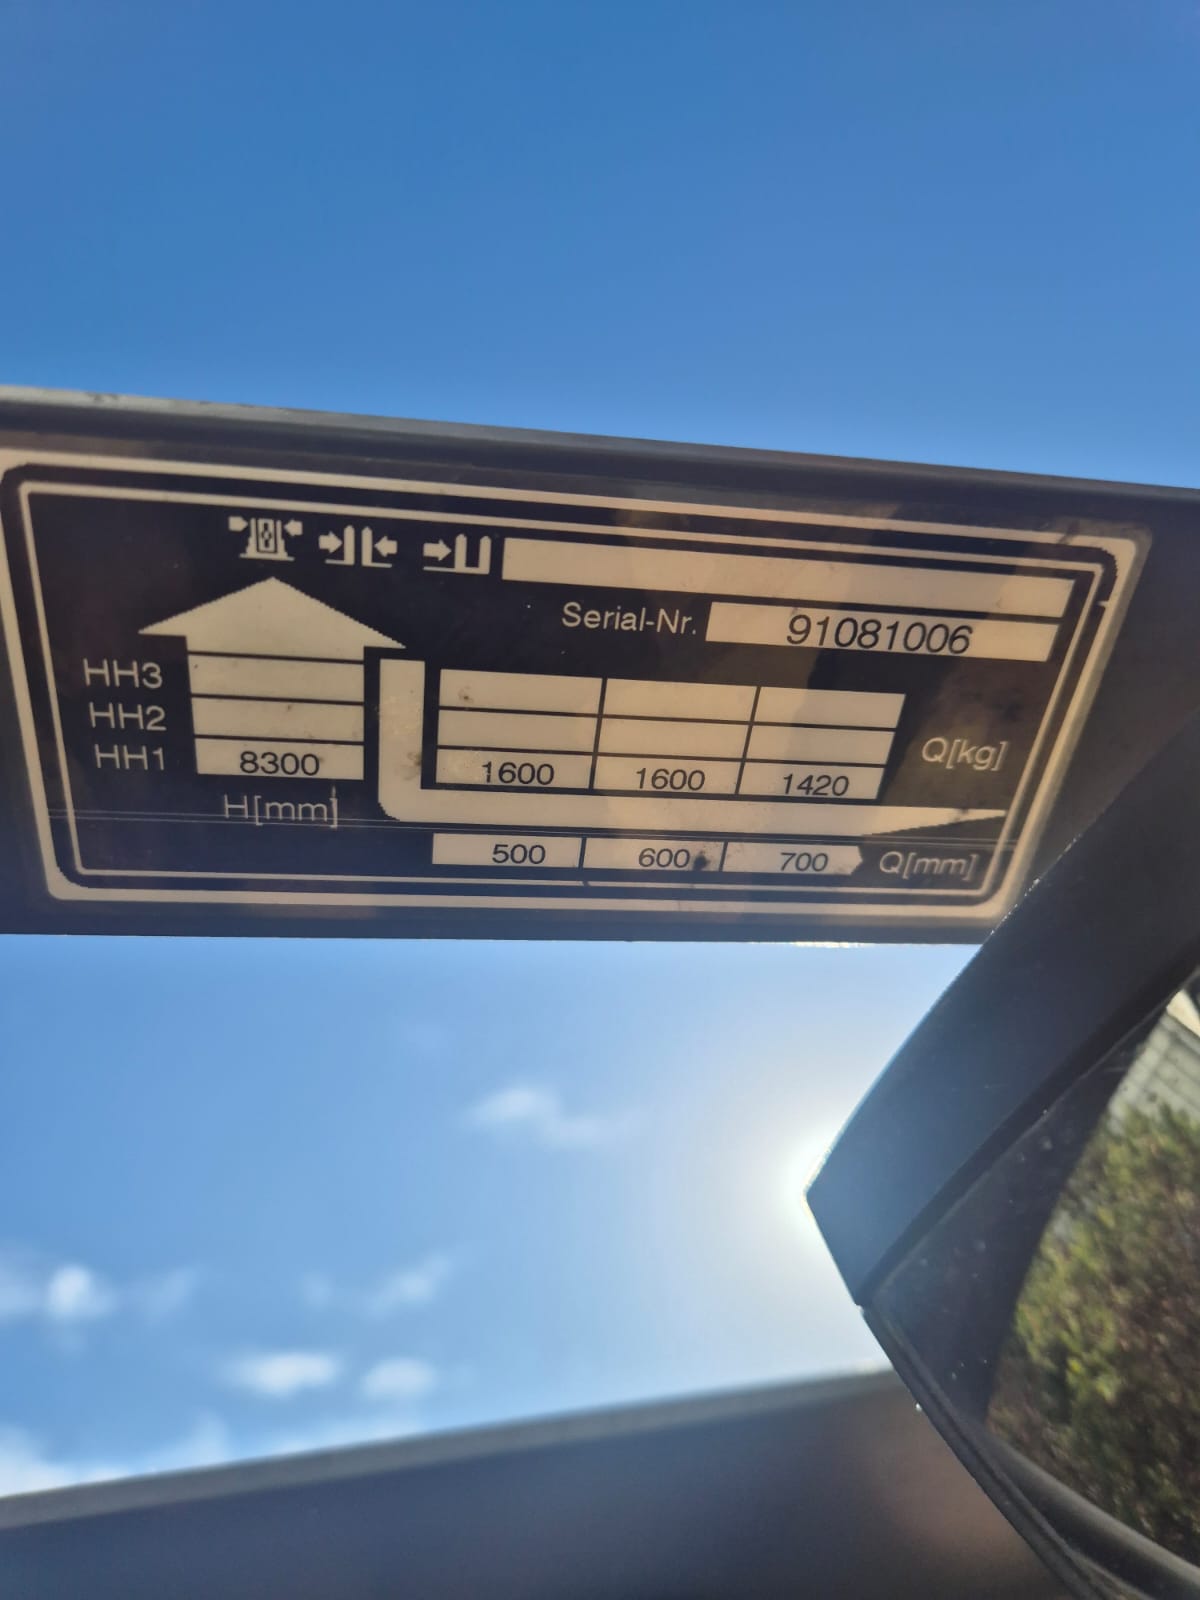 Serial-Nr. 91081006
HH3
HH2
HH1 8300 1600 1600 1420 Q[kg]
H[mm]
500 600 700 Q[mm]